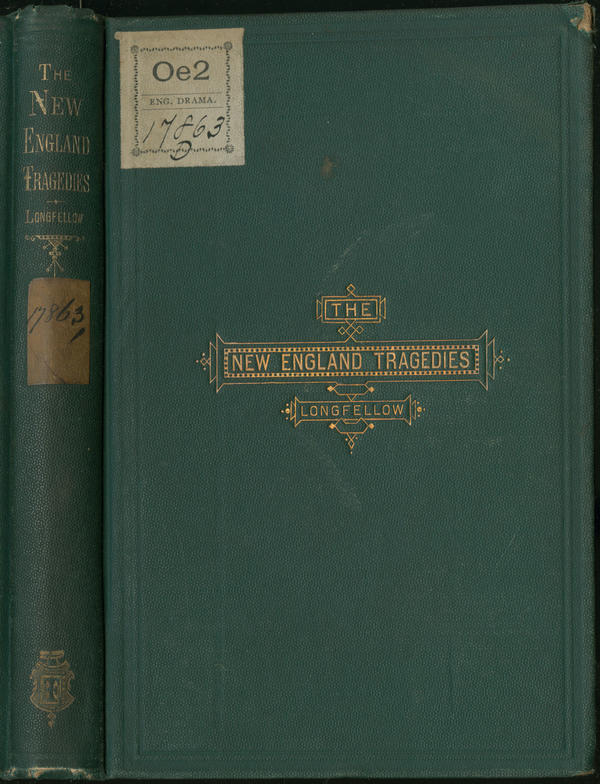 THE
NEW
ENGLAND
TRAGEDIES
LONGFELLOW
17863
T
Oe2
ENG. DRAMA.
17863
D
THE
NEW ENGLAND TRAGEDIES
LONGFELLOW